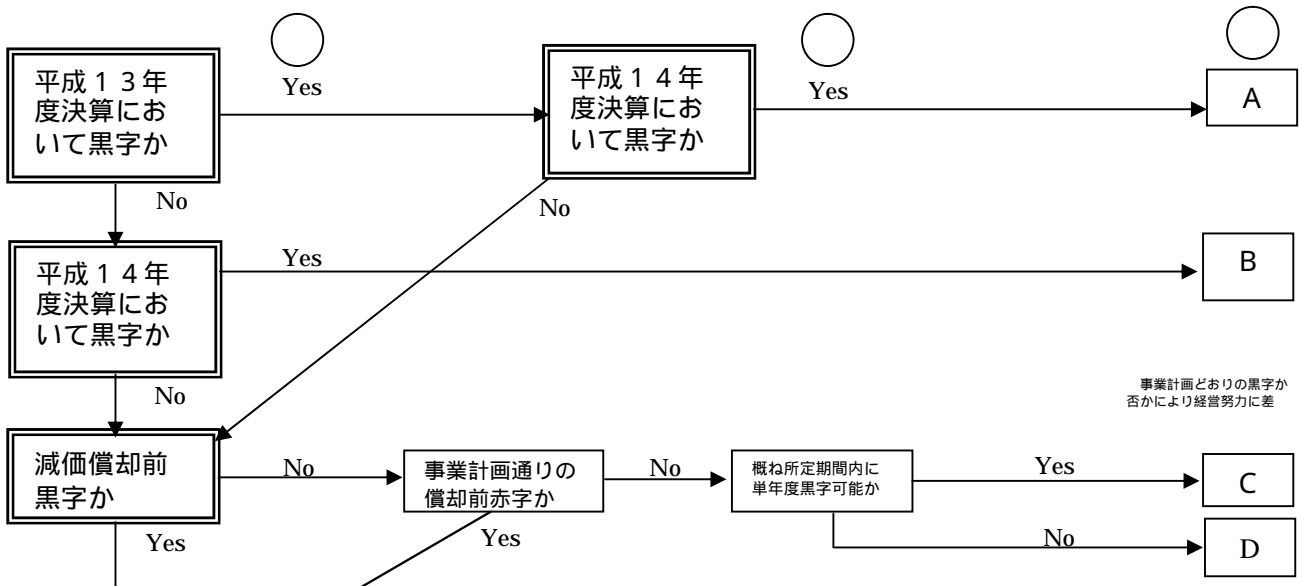 平成１３年
度決算にお
いて黒字か
Yes
平成１４年
度決算にお
いて黒字か
Yes
A
No
No
平成１４年
度決算にお
いて黒字か
Yes
B
No
事業計画どおりの黒字か
否かにより経営努力に差
減価償却前
黒字か
No
事業計画通りの
償却前赤字か
No
概ね所定期間内に
単年度黒字可能か
Yes
C
Yes
Yes
No
D